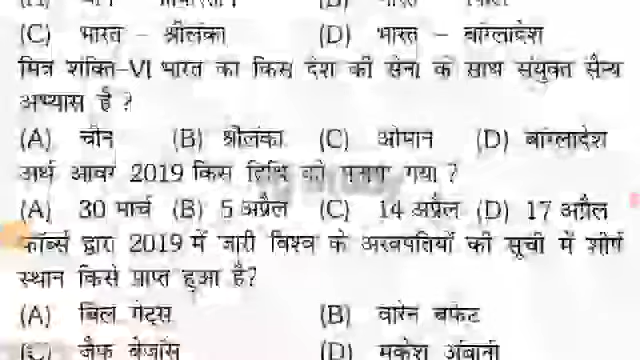 (C) भारत – श्रीलंका (D) भारत – बांग्लादेश
मित्र शक्ति-VI भारत का किस देश की सेना के साथ संयुक्त सैन्य
अभ्यास है ?
(A) चीन (B) श्रीलंका (C) ओमान (D) बांग्लादेश
अर्थ आवर 2019 किस तिथि को मनाया गया ?
(A) 30 मार्च (B) 5 अप्रैल (C) 14 अप्रैल (D) 17 अप्रैल
फॉर्ब्स द्वारा 2019 में जारी विश्व के अरबपतियों की सूची में शीर्ष
स्थान किसे प्राप्त हुआ है?
(A) बिल गेट्स (B) वारेन बफेट
(C) जैफ बेजोस (D) मुकेश अंबानी